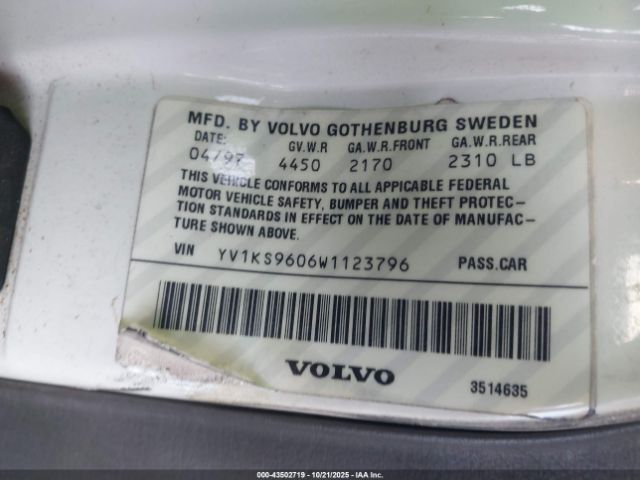 MFD. BY VOLVO GOTHENBURG SWEDEN
DATE: GV.W.R GA.W.R.FRONT GA.W.R.REAR
04/97 4450 2170 2310 LB
THIS VEHICLE CONFORMS TO ALL APPICABLE FEDERAL
MOTOR VEHICLE SAFETY, BUMPER AND THEFT PROTEC-
TION STANDARDS IN EFFECT ON THE DATE OF MANUFAC-
TURE SHOWN ABOVE.
VIN YV1KS9606W1123796 PASS.CAR
VOLVO
3514635
000-43502719 - 10/21/2025 - IAA Inc.